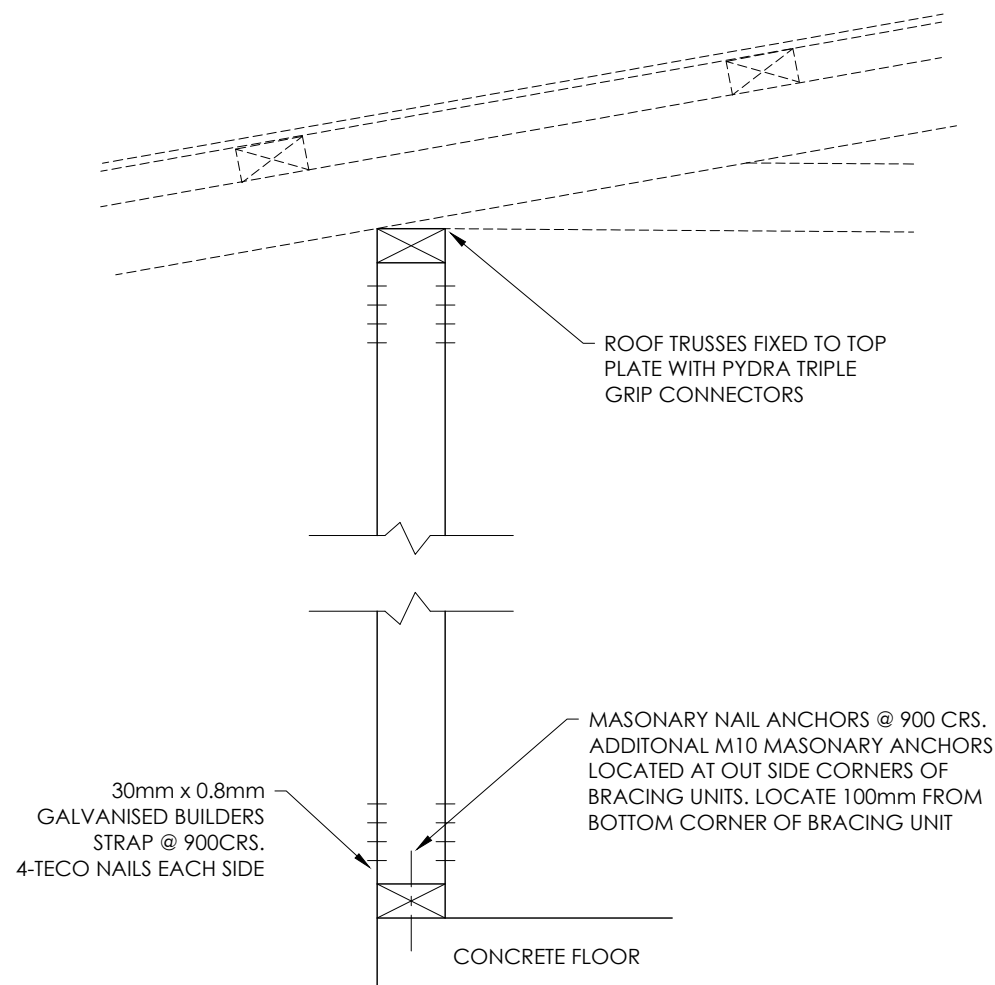 ROOF TRUSSES FIXED TO TOP
PLATE WITH PYDRA TRIPLE
GRIP CONNECTORS
MASONARY NAIL ANCHORS @ 900 CRS.
ADDITONAL M10 MASONARY ANCHORS
LOCATED AT OUT SIDE CORNERS OF
BRACING UNITS. LOCATE 100mm FROM
BOTTOM CORNER OF BRACING UNIT
30mm x 0.8mm
GALVANISED BUILDERS
STRAP @ 900CRS.
4-TECO NAILS EACH SIDE
CONCRETE FLOOR